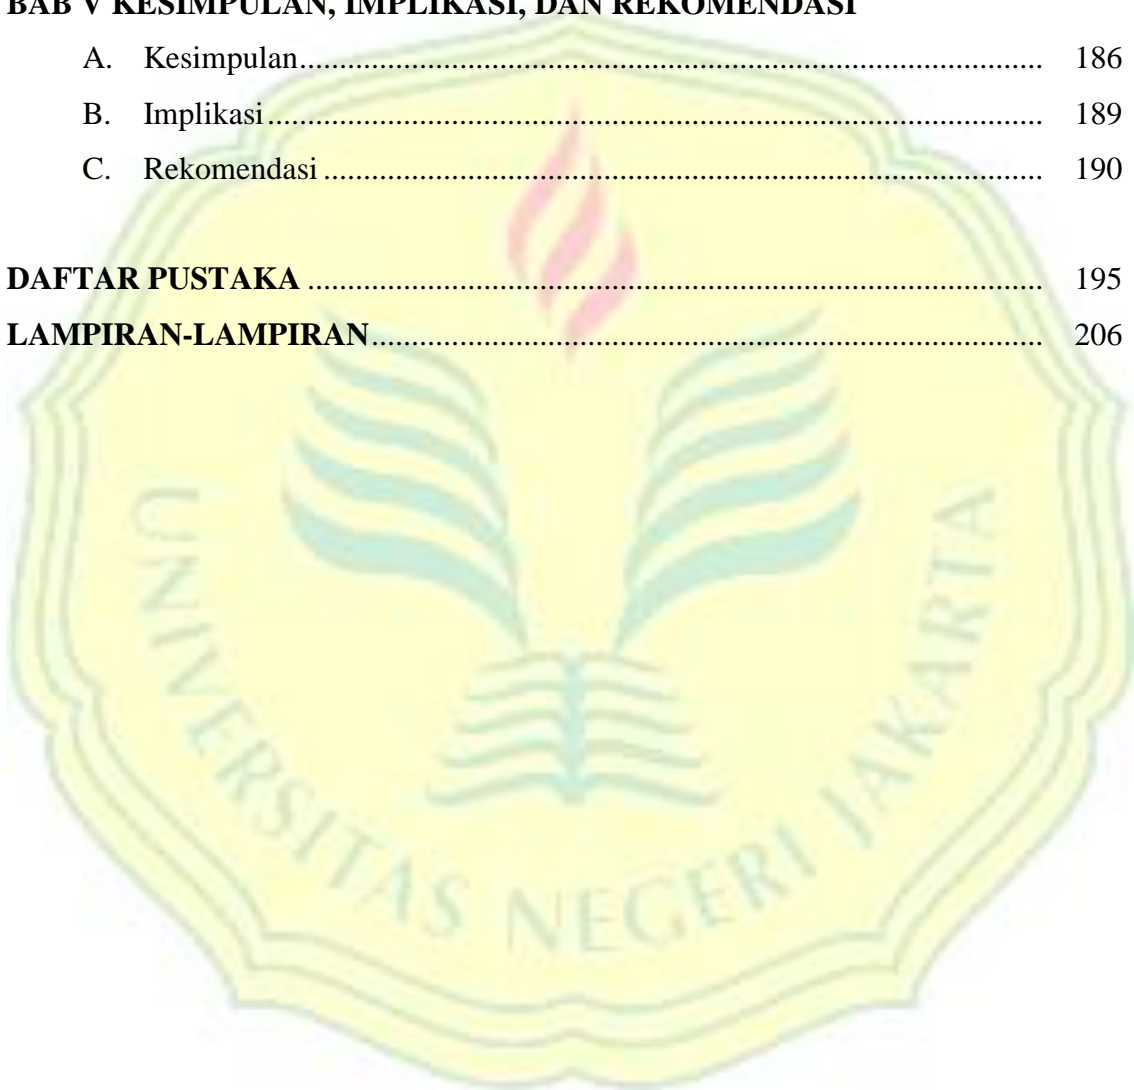 BAB V KESIMPULAN, IMPLIKASI, DAN REKOMENDASI
A. Kesimpulan.......................................................................................... 186
B. Implikasi.............................................................................................. 189
C. Rekomendasi ....................................................................................... 190
DAFTAR PUSTAKA ......................................................................................... 195
LAMPIRAN-LAMPIRAN.................................................................................. 206
UNIVERSITAS NEGERI JAKARTA